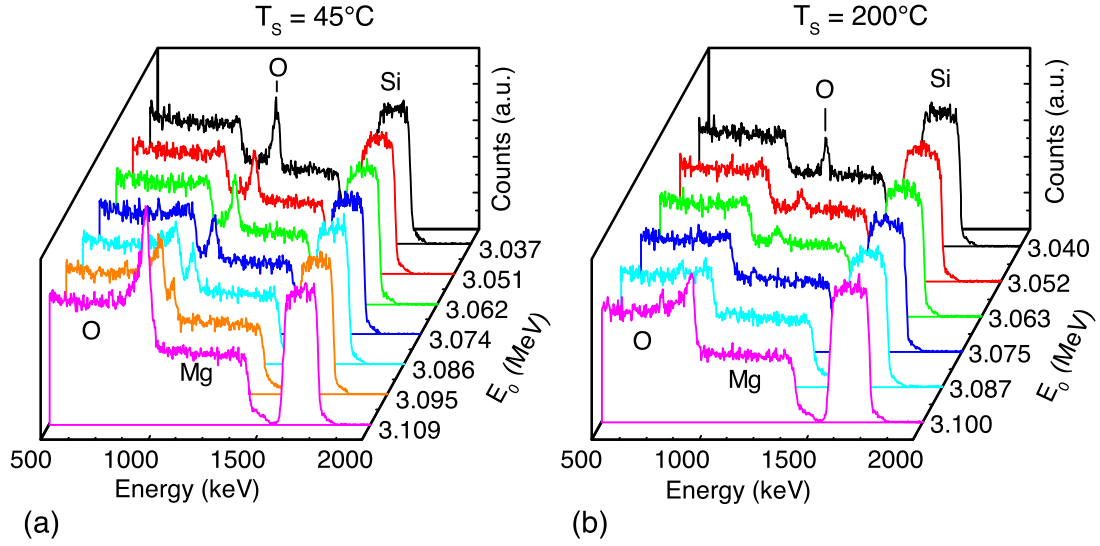 T_S = 45°C
O
Si
Counts (a.u.)
3.037
3.051
3.062
3.074
3.086
3.095
3.109
E_0 (MeV)
O
Mg
500 1000 1500 2000
Energy (keV)
(a)
T_S = 200°C
O
Si
Counts (a.u.)
3.040
3.052
3.063
3.075
3.087
3.100
E_0 (MeV)
O
Mg
500 1000 1500 2000
Energy (keV)
(b)